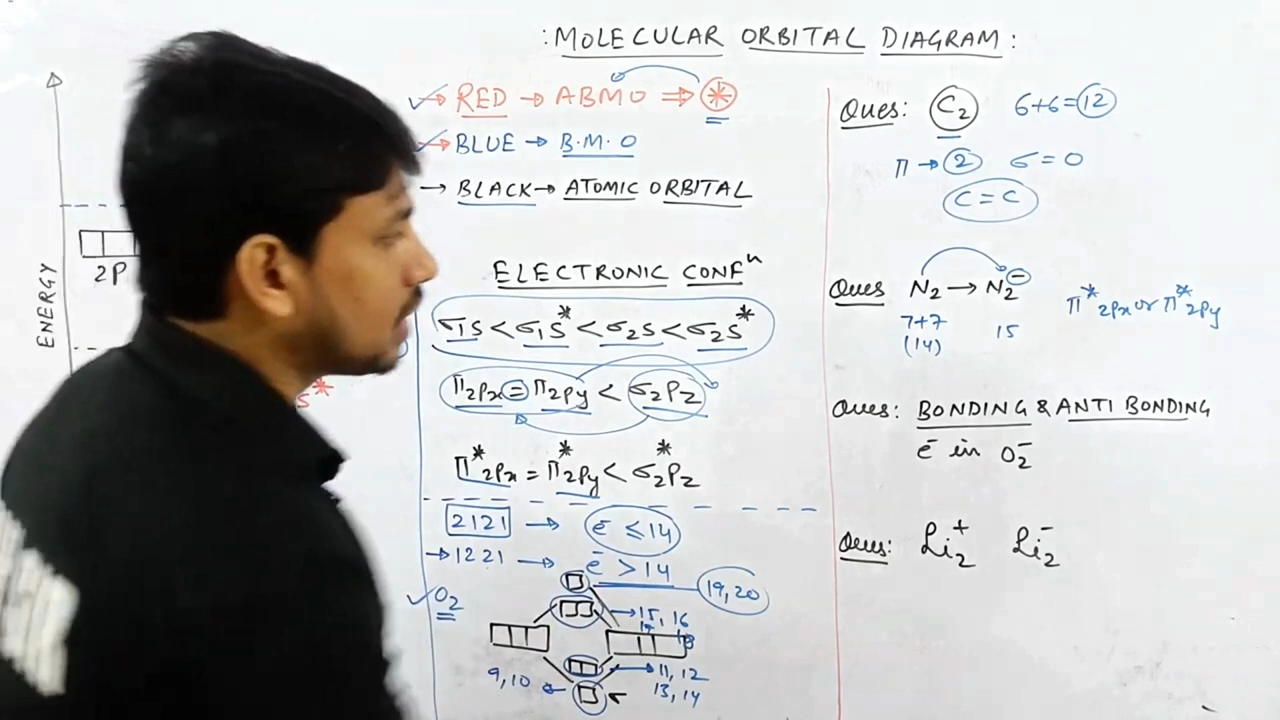 : MOLECULAR ORBITAL DIAGRAM :
ENERGY
2P
s*
→ RED → ABMO ⇒ *
→ BLUE → B.M.O
→ BLACK → ATOMIC ORBITAL
ELECTRONIC CONFⁿ
σ1s < σ1s* < σ2s < σ2s*
π2px = π2py < σ2pz
π*2px = π*2py < σ*2pz
2121 → e̅ ≤ 14
→ 1221 → e̅ > 14
19, 20
O2
15, 16
17 18
11, 12
13, 14
9, 10
Ques: C2 6+6=12
π → 2 σ = 0
C = C
Ques N2 → N2⁻ π*2px or π*2py
7+7 15
(14)
Ques: BONDING & ANTI BONDING
e̅ in O2⁻
Ques: Li2⁺ Li2⁻